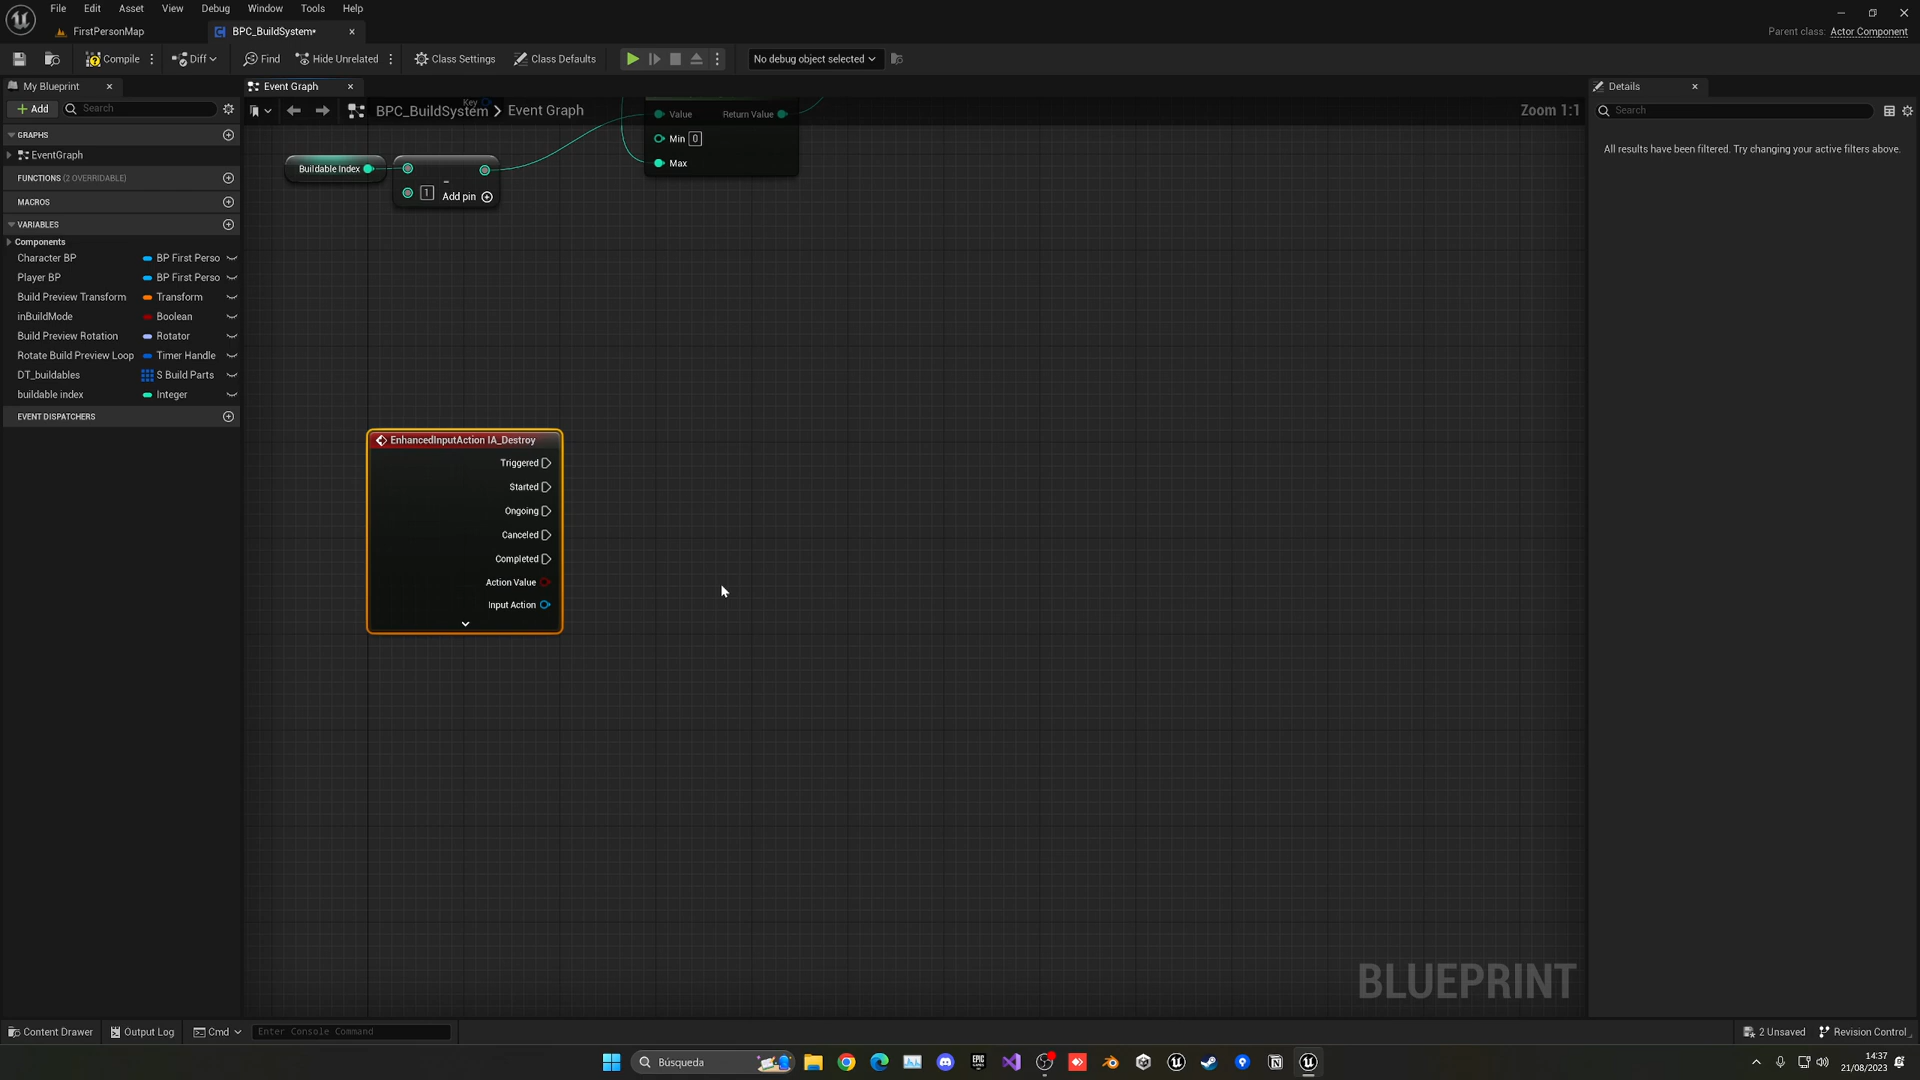 File Edit Asset View Debug Window Tools Help
FirstPersonMap
BPC_BuildSystem*
Parent class: Actor Component
Compile
Diff
Find
Hide Unrelated
Class Settings
Class Defaults
No debug object selected
My Blueprint
Event Graph
Details
Add
Search
Key
BPC_BuildSystem > Event Graph
Zoom 1:1
Search
GRAPHS
EventGraph
FUNCTIONS (2 OVERRIDABLE)
MACROS
VARIABLES
Components
Character BP BP First Perso
Player BP BP First Perso
Build Preview Transform Transform
inBuildMode Boolean
Build Preview Rotation Rotator
Rotate Build Preview Loop Timer Handle
DT_buildables S Build Parts
buildable index Integer
EVENT DISPATCHERS
Value Return Value
Min 0
Max
Buildable Index
-
1 Add pin
All results have been filtered. Try changing your active filters above.
EnhancedInputAction IA_Destroy
Triggered
Started
Ongoing
Canceled
Completed
Action Value
Input Action
BLUEPRINT
Content Drawer
Output Log
Cmd
Enter Console Command
2 Unsaved
Revision Control
Búsqueda
EPIC GAMES
14:37
21/08/2023